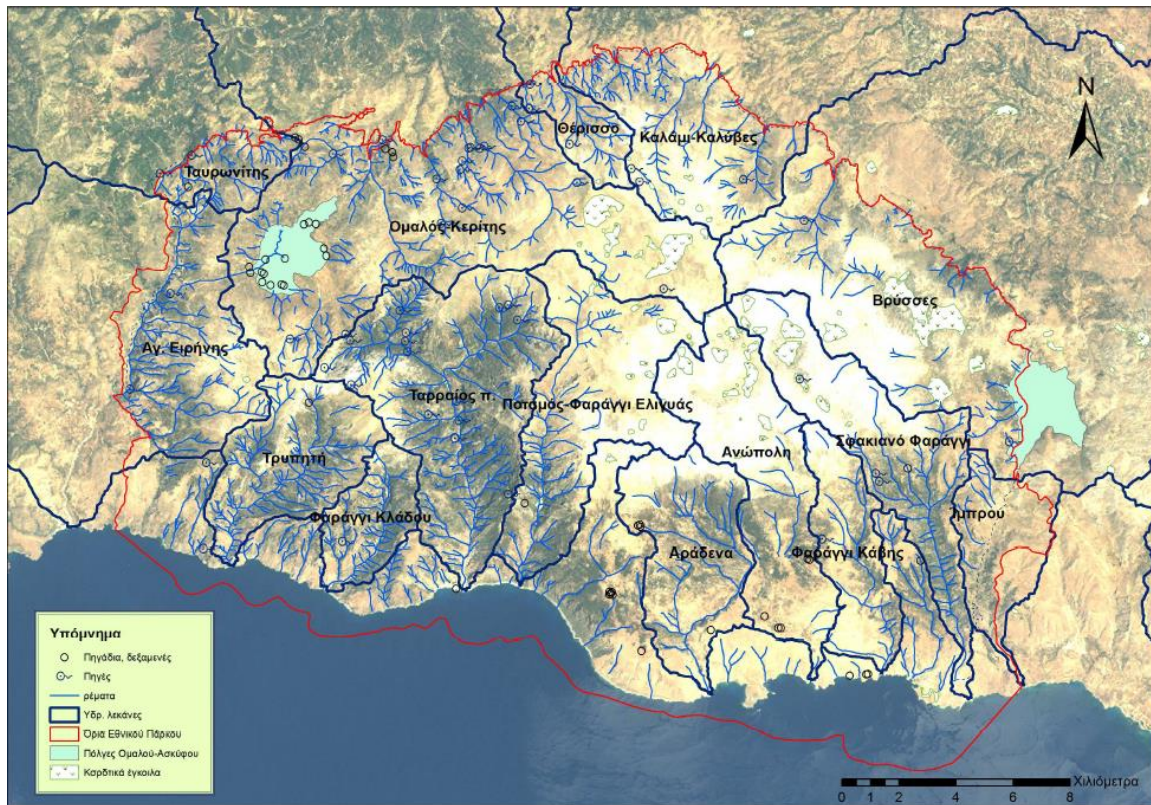 N
Θέρισσο
Καλάμι-Καλύβες
Ταυρωνίτης
Ομαλός-Κερίτης
Βρύσσες
Αγ. Ειρήνης
Ταρραίος π.
Ποταμός-Φαράγγι Ελιγυάς
Σφακιανό Φαράγγι
Ανώπολη
Τρυπητή
Φαράγγι Κλάδου
Ίμπρου
Αράδενα
Φαράγγι Κάβης
Υπόμνημα
Πηγάδια, δεξαμενές
Πηγές
ρέματα
Υδρ. λεκάνες
Όρια Εθνικού Πάρκου
Πόλγες Ομαλού-Ασκύφου
Καρδτικά έγκοιλα
Χιλιόμετρα
0 1 2 4 6 8